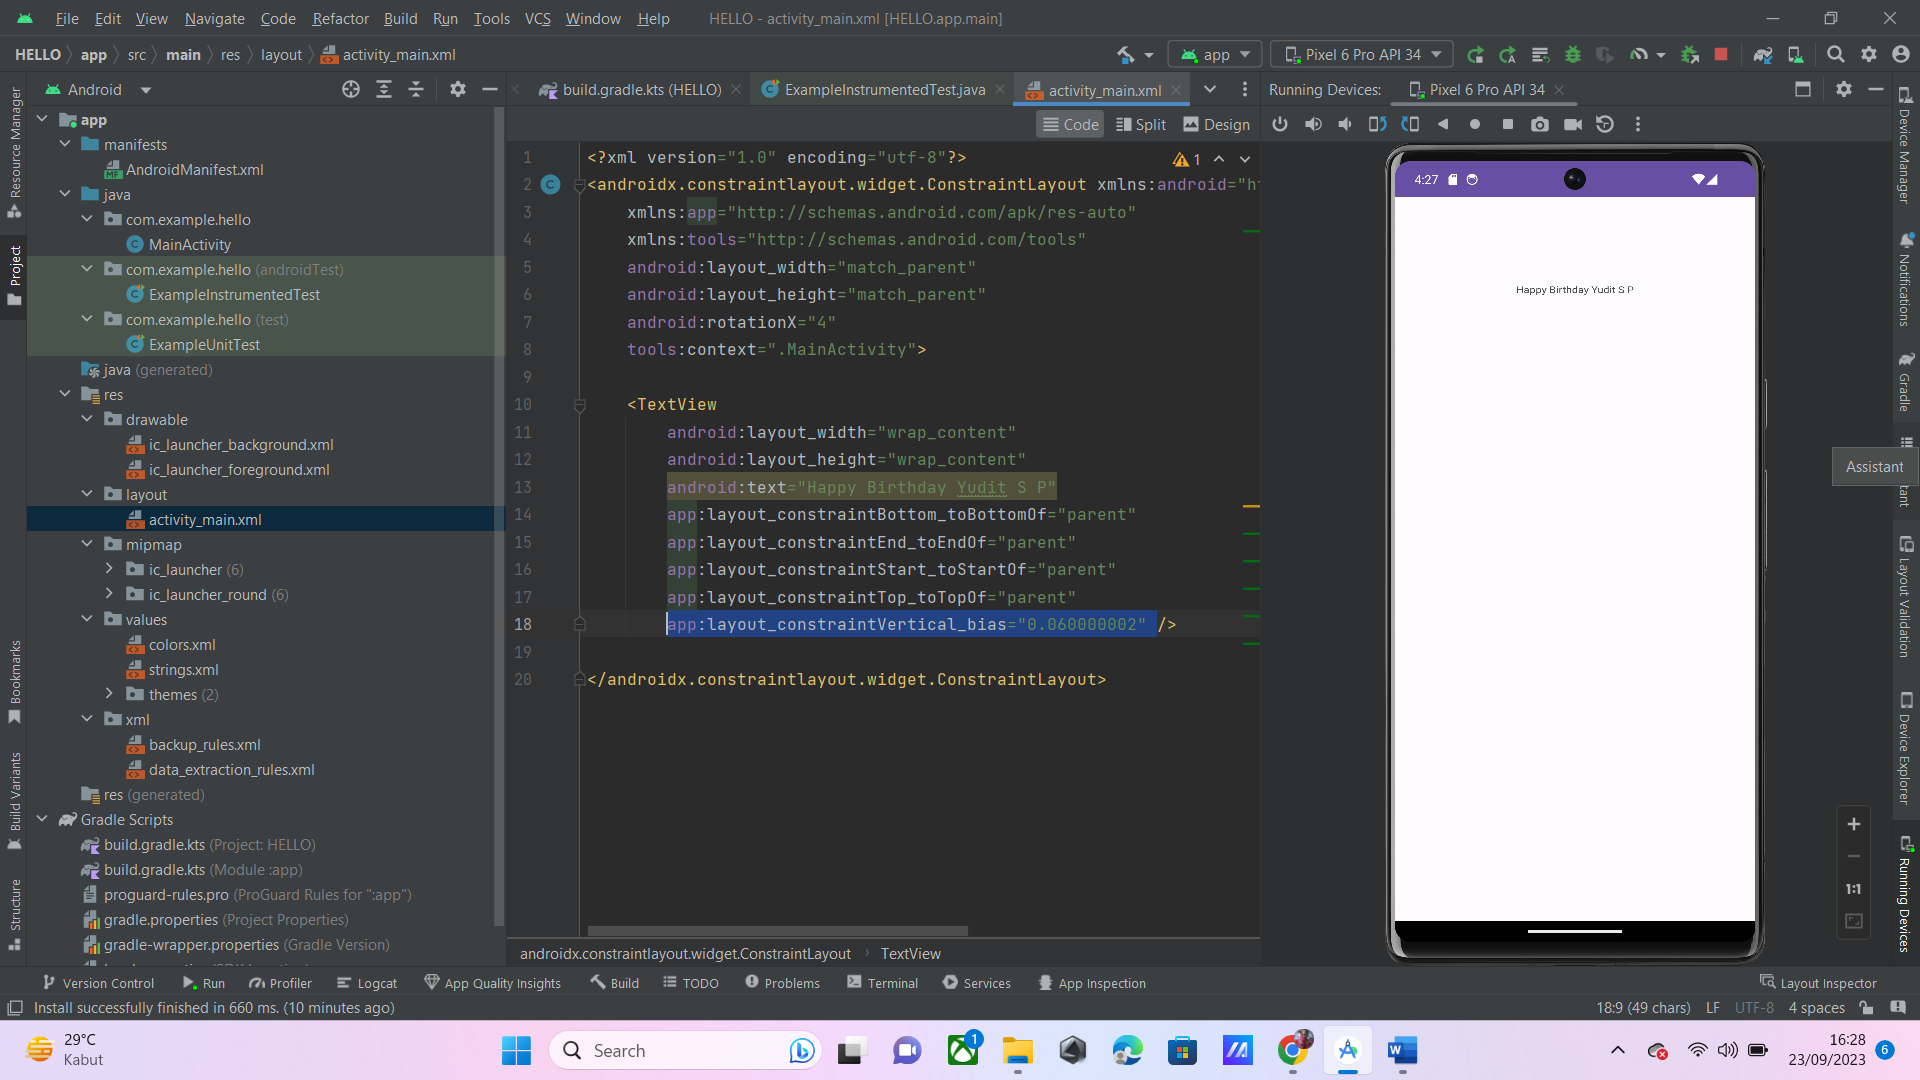 File Edit View Navigate Code Refactor Build Run Tools VCS Window Help HELLO - activity_main.xml [HELLO.app.main]
HELLO app src main res layout activity_main.xml app Pixel 6 Pro API 34
Android build.gradle.kts (HELLO) ExampleInstrumentedTest.java activity_main.xml Running Devices: Pixel 6 Pro API 34
Code Split Design
Resource Manager
Project
Bookmarks
Build Variants
Structure
app
manifests
AndroidManifest.xml
java
com.example.hello
MainActivity
com.example.hello (androidTest)
ExampleInstrumentedTest
com.example.hello (test)
ExampleUnitTest
java (generated)
res
drawable
ic_launcher_background.xml
ic_launcher_foreground.xml
layout
activity_main.xml
mipmap
ic_launcher (6)
ic_launcher_round (6)
values
colors.xml
strings.xml
themes (2)
xml
backup_rules.xml
data_extraction_rules.xml
res (generated)
Gradle Scripts
build.gradle.kts (Project: HELLO)
build.gradle.kts (Module :app)
proguard-rules.pro (ProGuard Rules for ":app")
gradle.properties (Project Properties)
gradle-wrapper.properties (Gradle Version)
1 <?xml version="1.0" encoding="utf-8"?> 1
2 <androidx.constraintlayout.widget.ConstraintLayout xmlns:android="ht
3 xmlns:app="http://schemas.android.com/apk/res-auto"
4 xmlns:tools="http://schemas.android.com/tools"
5 android:layout_width="match_parent"
6 android:layout_height="match_parent"
7 android:rotationX="4"
8 tools:context=".MainActivity">
9
10 <TextView
11 android:layout_width="wrap_content"
12 android:layout_height="wrap_content"
13 android:text="Happy Birthday Yudit S P"
14 app:layout_constraintBottom_toBottomOf="parent"
15 app:layout_constraintEnd_toEndOf="parent"
16 app:layout_constraintStart_toStartOf="parent"
17 app:layout_constraintTop_toTopOf="parent"
18 app:layout_constraintVertical_bias="0.060000002" />
19
20 </androidx.constraintlayout.widget.ConstraintLayout>
androidx.constraintlayout.widget.ConstraintLayout TextView
4:27
Happy Birthday Yudit S P
1:1
Device Manager
Notifications
Gradle
Assistant
tant
Layout Validation
Device Explorer
Running Devices
Version Control Run Profiler Logcat App Quality Insights Build TODO Problems Terminal Services App Inspection Layout Inspector
Install successfully finished in 660 ms. (10 minutes ago) 18:9 (49 chars) LF UTF-8 4 spaces
29°C
Kabut
Search
1
16:28
23/09/2023
6